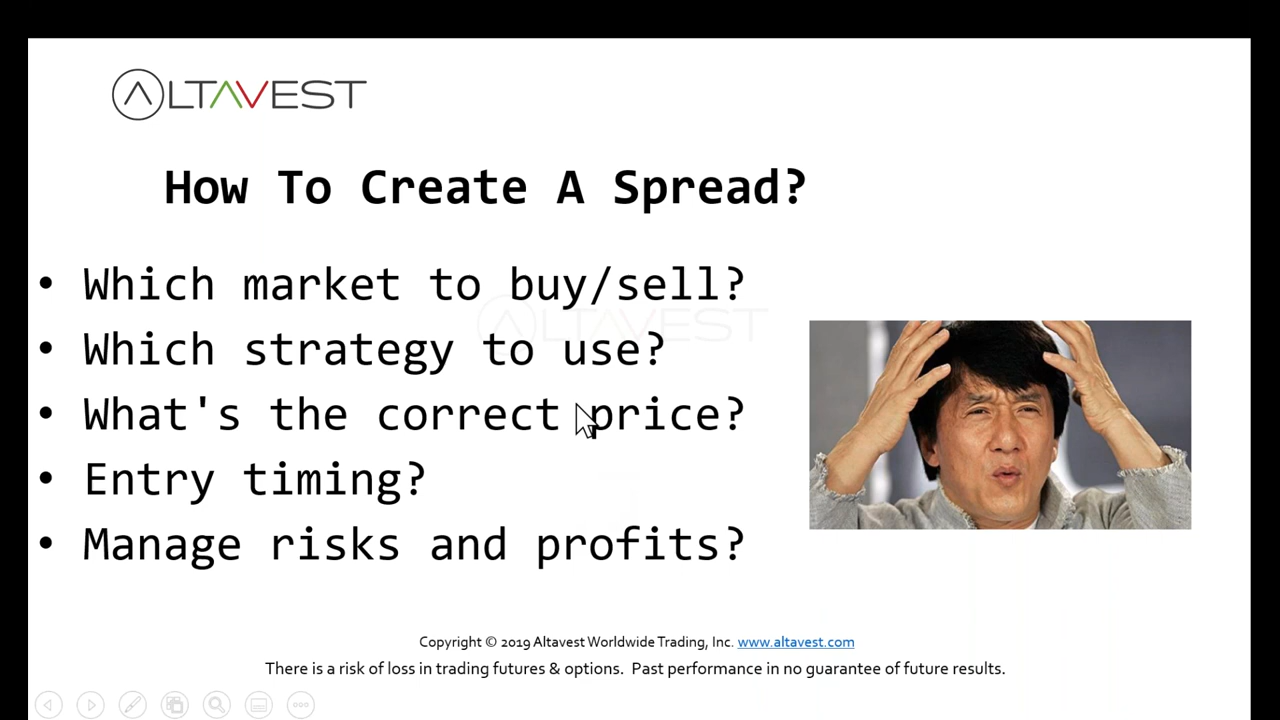 ALTAVEST
How To Create A Spread?
• Which market to buy/sell?
• Which strategy to use?
ALTAVEST
• What's the correct price?
• Entry timing?
• Manage risks and profits?
Copyright © 2019 Altavest Worldwide Trading, Inc. www.altavest.com
There is a risk of loss in trading futures & options. Past performance in no guarantee of future results.